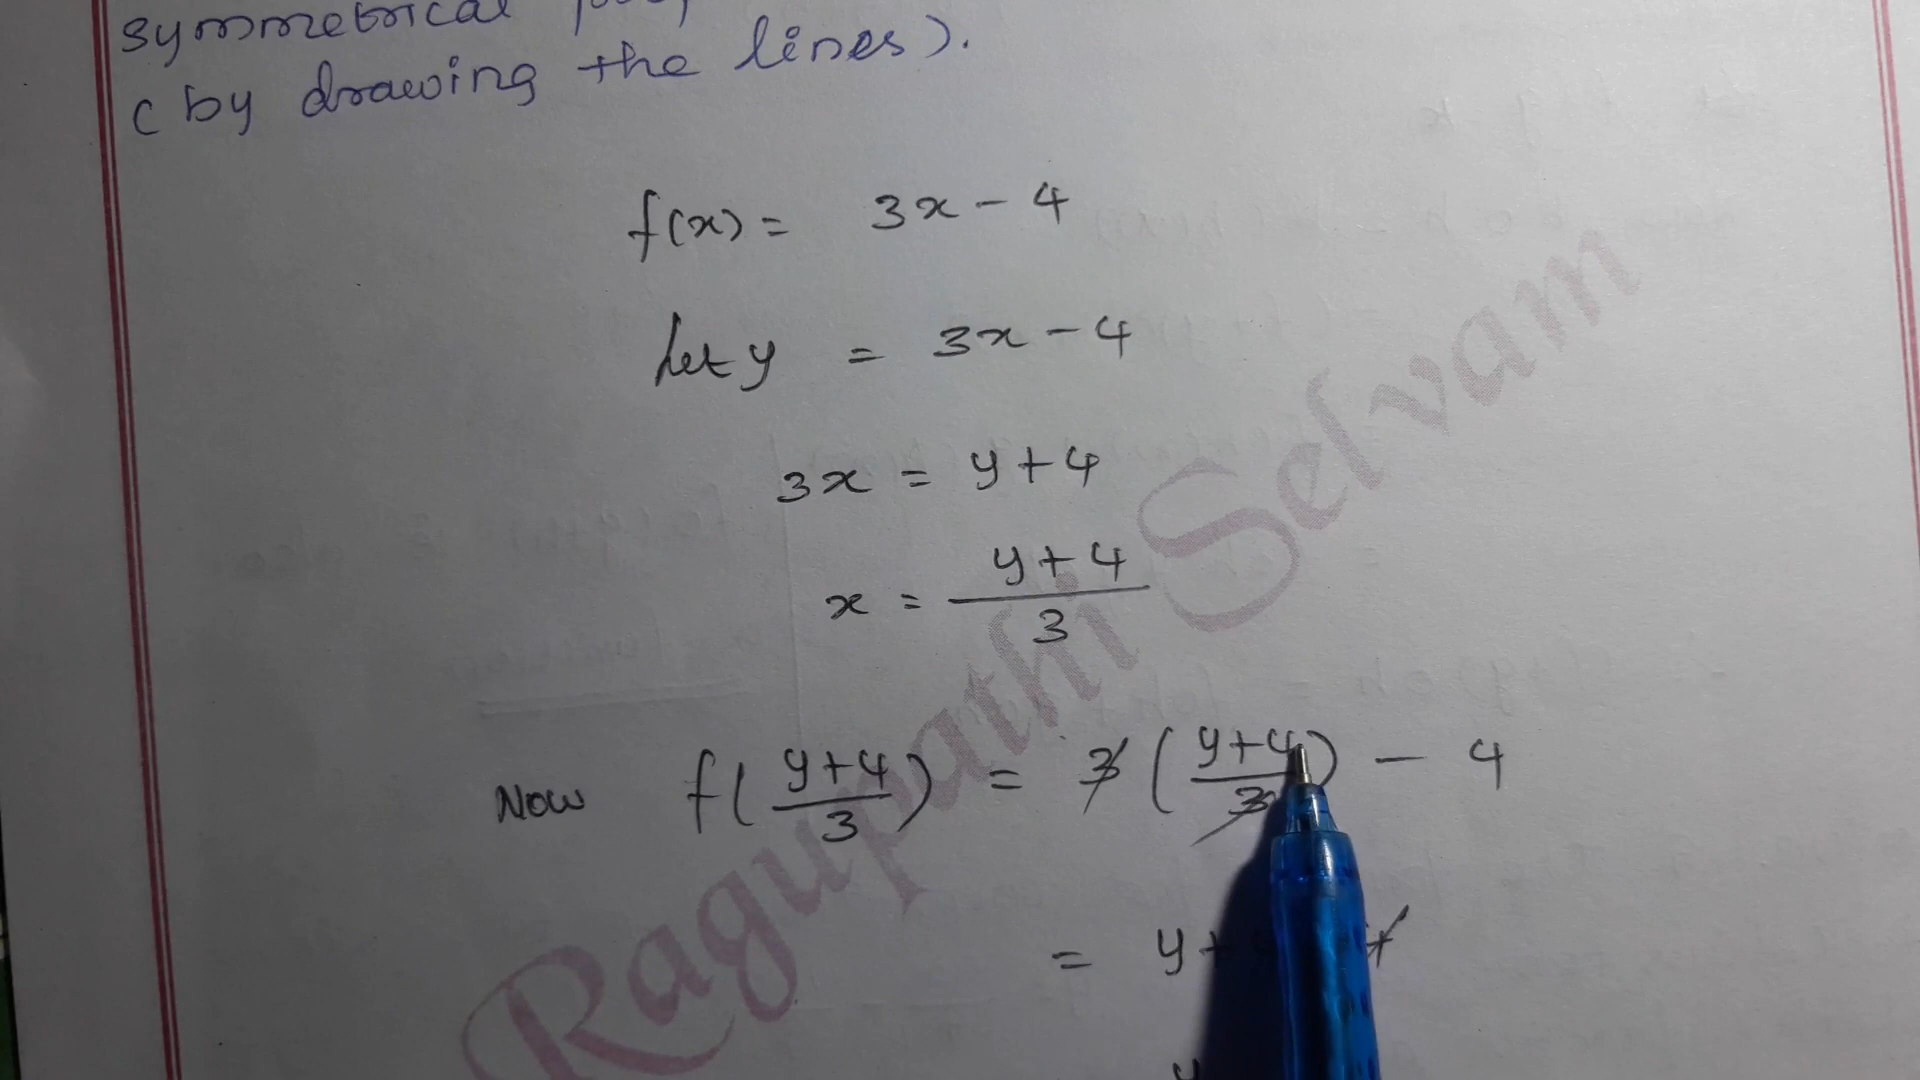 symmetrical
( by drawing the lines).
f(x) = 3x - 4
Let y = 3x - 4
3x = y + 4
x = y + 4 / 3
Now f( y + 4 / 3 ) = 3 ( y + 4 / 3 ) - 4
= y +
y
Ragupathi Selvam